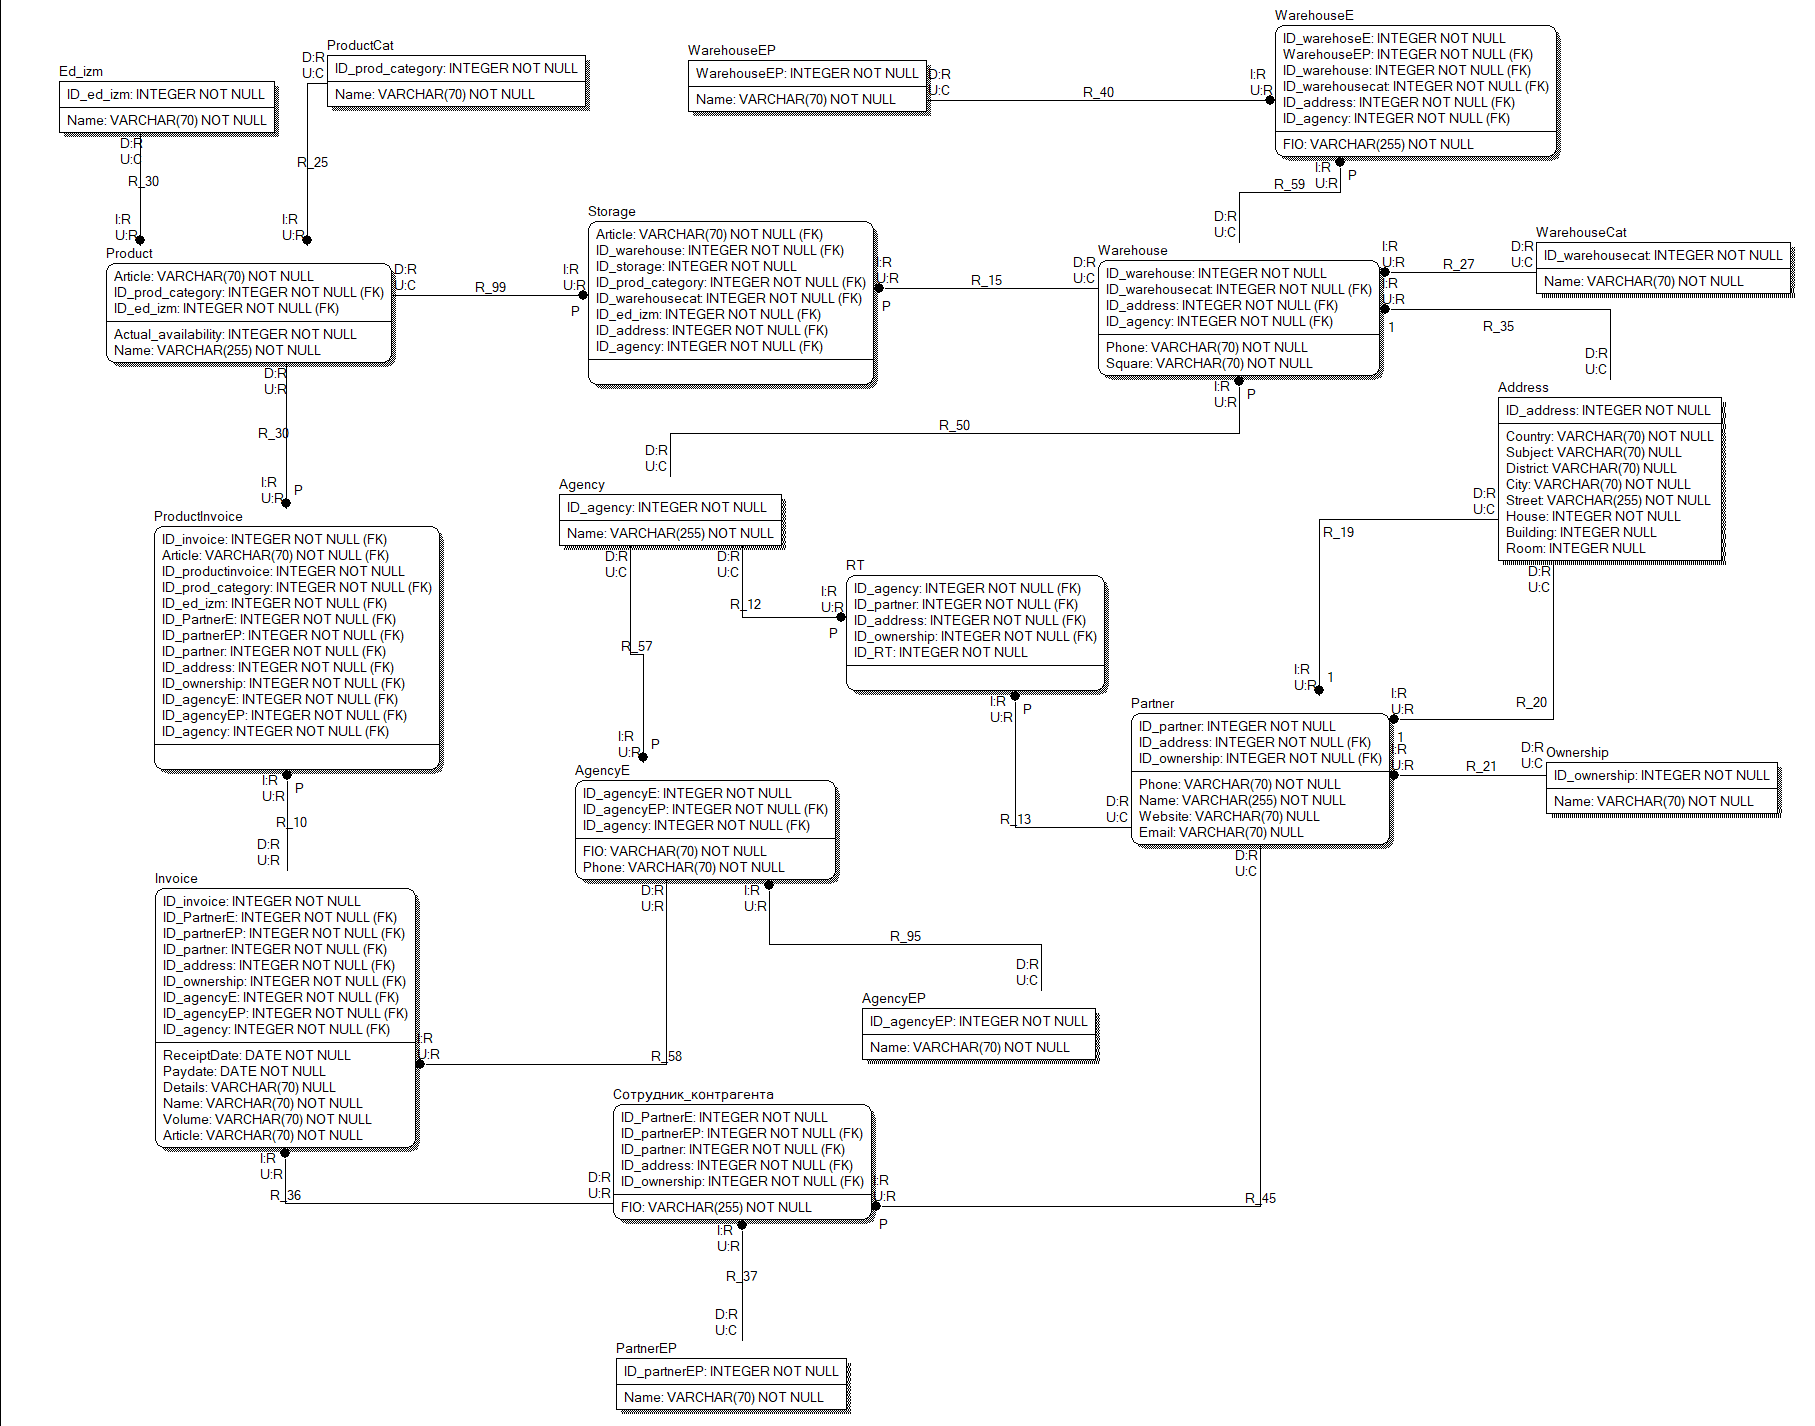 WarehouseE
ID_warehoseE: INTEGER NOT NULL
WarehouseEP: INTEGER NOT NULL (FK)
ID_warehouse: INTEGER NOT NULL (FK)
ID_warehousecat: INTEGER NOT NULL (FK)
ID_address: INTEGER NOT NULL (FK)
ID_agency: INTEGER NOT NULL (FK)
FIO: VARCHAR(255) NOT NULL
I:R
U:R
P
R_59
D:R
U:C
WarehouseEP
WarehouseEP: INTEGER NOT NULL
Name: VARCHAR(70) NOT NULL
D:R
U:C
R_40
I:R
U:R
ProductCat
ID_prod_category: INTEGER NOT NULL
Name: VARCHAR(70) NOT NULL
D:R
U:C
R_25
I:R
U:R
Ed_izm
ID_ed_izm: INTEGER NOT NULL
Name: VARCHAR(70) NOT NULL
D:R
U:C
R_30
I:R
U:R
Product
Article: VARCHAR(70) NOT NULL
ID_prod_category: INTEGER NOT NULL (FK)
ID_ed_izm: INTEGER NOT NULL (FK)
Actual_availability: INTEGER NOT NULL
Name: VARCHAR(255) NOT NULL
D:R
U:C
R_99
I:R
U:R
P
Storage
Article: VARCHAR(70) NOT NULL (FK)
ID_warehouse: INTEGER NOT NULL (FK)
ID_storage: INTEGER NOT NULL
ID_prod_category: INTEGER NOT NULL (FK)
ID_warehousecat: INTEGER NOT NULL (FK)
ID_ed_izm: INTEGER NOT NULL (FK)
ID_address: INTEGER NOT NULL (FK)
ID_agency: INTEGER NOT NULL (FK)
I:R
U:R
P
R_15
D:R
U:C
Warehouse
ID_warehouse: INTEGER NOT NULL
ID_warehousecat: INTEGER NOT NULL (FK)
ID_address: INTEGER NOT NULL (FK)
ID_agency: INTEGER NOT NULL (FK)
Phone: VARCHAR(70) NOT NULL
Square: VARCHAR(70) NOT NULL
I:R
U:R
R_27
D:R
U:C
WarehouseCat
ID_warehousecat: INTEGER NOT NULL
Name: VARCHAR(70) NOT NULL
I:R
U:R
1
R_35
D:R
U:C
Address
ID_address: INTEGER NOT NULL
Country: VARCHAR(70) NOT NULL
Subject: VARCHAR(70) NULL
District: VARCHAR(70) NULL
City: VARCHAR(70) NOT NULL
Street: VARCHAR(255) NOT NULL
House: INTEGER NOT NULL
Building: INTEGER NULL
Room: INTEGER NULL
D:R
U:C
R_19
I:R
U:R
1
D:R
U:C
R_20
I:R
U:R
1
I:R
U:R
P
R_50
D:R
U:C
Agency
ID_agency: INTEGER NOT NULL
Name: VARCHAR(255) NOT NULL
D:R
U:C
R_57
I:R
U:R
P
D:R
U:C
R_12
I:R
U:R
P
RT
ID_agency: INTEGER NOT NULL (FK)
ID_partner: INTEGER NOT NULL (FK)
ID_address: INTEGER NOT NULL (FK)
ID_ownership: INTEGER NOT NULL (FK)
ID_RT: INTEGER NOT NULL
I:R
U:R
P
R_13
D:R
U:C
Partner
ID_partner: INTEGER NOT NULL
ID_address: INTEGER NOT NULL (FK)
ID_ownership: INTEGER NOT NULL (FK)
Phone: VARCHAR(70) NOT NULL
Name: VARCHAR(255) NOT NULL
Website: VARCHAR(70) NULL
Email: VARCHAR(70) NULL
I:R
U:R
R_21
D:R
U:C
Ownership
ID_ownership: INTEGER NOT NULL
Name: VARCHAR(70) NOT NULL
D:R
U:C
R_45
I:R
U:R
P
D:R
U:R
R_30
I:R
U:R
P
ProductInvoice
ID_invoice: INTEGER NOT NULL (FK)
Article: VARCHAR(70) NOT NULL (FK)
ID_productinvoice: INTEGER NOT NULL
ID_prod_category: INTEGER NOT NULL (FK)
ID_ed_izm: INTEGER NOT NULL (FK)
ID_PartnerE: INTEGER NOT NULL (FK)
ID_partnerEP: INTEGER NOT NULL (FK)
ID_partner: INTEGER NOT NULL (FK)
ID_address: INTEGER NOT NULL (FK)
ID_ownership: INTEGER NOT NULL (FK)
ID_agencyE: INTEGER NOT NULL (FK)
ID_agencyEP: INTEGER NOT NULL (FK)
ID_agency: INTEGER NOT NULL (FK)
I:R
U:R
P
R_10
D:R
U:R
AgencyE
ID_agencyE: INTEGER NOT NULL
ID_agencyEP: INTEGER NOT NULL (FK)
ID_agency: INTEGER NOT NULL (FK)
FIO: VARCHAR(70) NOT NULL
Phone: VARCHAR(70) NOT NULL
D:R
U:R
R_58
I:R
U:R
I:R
U:R
R_95
D:R
U:C
AgencyEP
ID_agencyEP: INTEGER NOT NULL
Name: VARCHAR(70) NOT NULL
Invoice
ID_invoice: INTEGER NOT NULL
ID_PartnerE: INTEGER NOT NULL (FK)
ID_partnerEP: INTEGER NOT NULL (FK)
ID_partner: INTEGER NOT NULL (FK)
ID_address: INTEGER NOT NULL (FK)
ID_ownership: INTEGER NOT NULL (FK)
ID_agencyE: INTEGER NOT NULL (FK)
ID_agencyEP: INTEGER NOT NULL (FK)
ID_agency: INTEGER NOT NULL (FK)
ReceiptDate: DATE NOT NULL
Paydate: DATE NOT NULL
Details: VARCHAR(70) NULL
Name: VARCHAR(70) NOT NULL
Volume: VARCHAR(70) NOT NULL
Article: VARCHAR(70) NOT NULL
I:R
U:R
R_36
D:R
U:R
Сотрудник_контрагента
ID_PartnerE: INTEGER NOT NULL
ID_partnerEP: INTEGER NOT NULL (FK)
ID_partner: INTEGER NOT NULL (FK)
ID_address: INTEGER NOT NULL (FK)
ID_ownership: INTEGER NOT NULL (FK)
FIO: VARCHAR(255) NOT NULL
I:R
U:R
R_37
D:R
U:C
PartnerEP
ID_partnerEP: INTEGER NOT NULL
Name: VARCHAR(70) NOT NULL